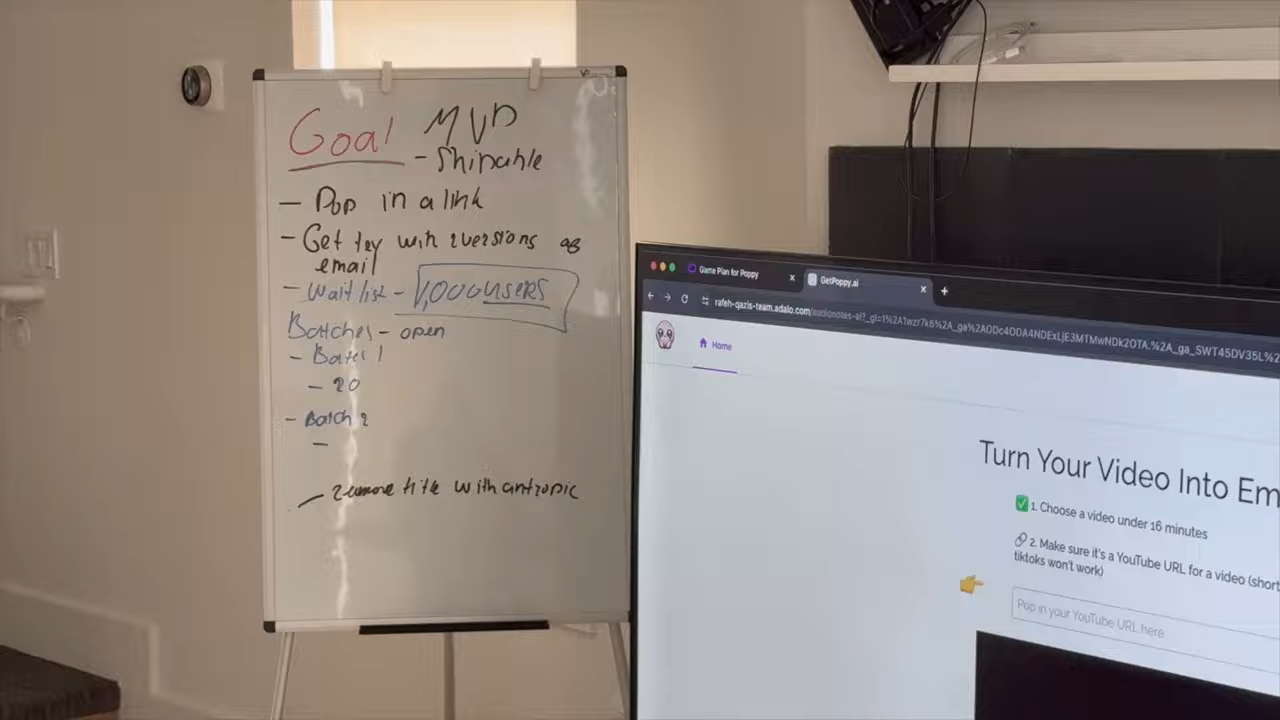 Goal MVP
- Shipable
- Pop in a link
- Get text with 2 versions as
email
- Wait list - 1,000 users
Batches - open
- Batch 1
- 20
- Batch 2
-
- remove title with antropic
Game Plan for Poppy
GetPoppy.ai
Home
Turn Your Video Into Em
1. Choose a video under 16 minutes
2. Make sure it's a YouTube URL for a video (short
tiktoks won't work)
Pop in your YouTube URL here